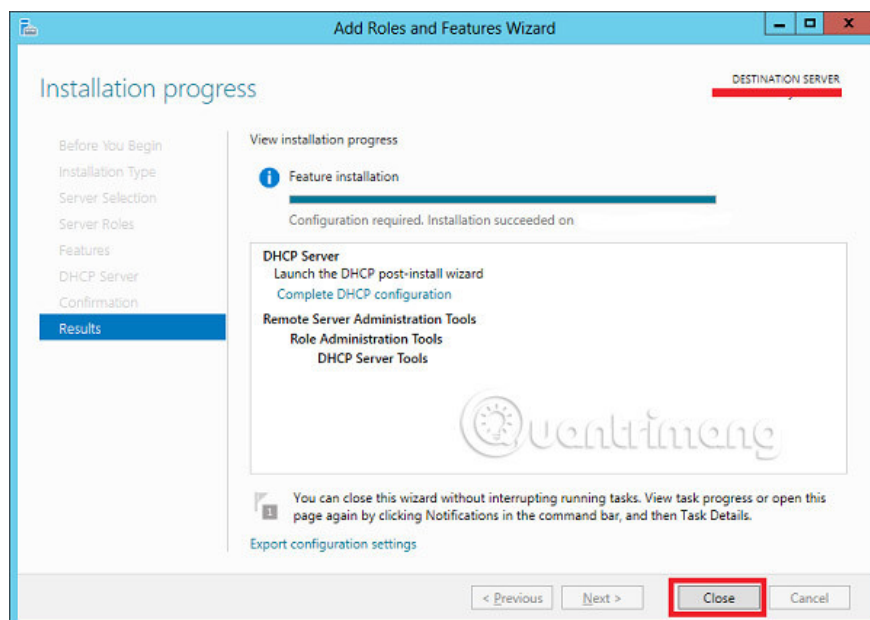 Add Roles and Features Wizard
Installation progress
DESTINATION SERVER
Before You Begin
Installation Type
Server Selection
Server Roles
Features
DHCP Server
Confirmation
Results
View installation progress
Feature installation
Configuration required. Installation succeeded on
DHCP Server
Launch the DHCP post-install wizard
Complete DHCP configuration
Remote Server Administration Tools
Role Administration Tools
DHCP Server Tools
Quantrimang
1
You can close this wizard without interrupting running tasks. View task progress or open this
page again by clicking Notifications in the command bar, and then Task Details.
Export configuration settings
< Previous
Next >
Close
Cancel